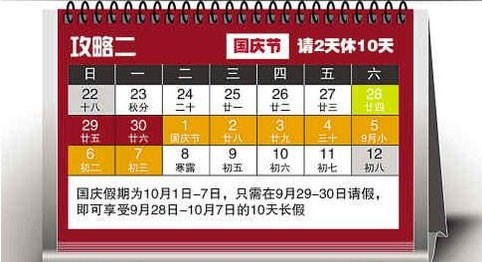 攻略二 国庆节 请2天休10天
日 一 二 三 四 五 六
22 23 24 25 26 27 28
十八 秋分 二十 廿一 廿二 廿三 廿四
29 30 1 2 3 4 5
廿五 廿六 国庆节 廿八 廿九 三十 9月小
6 7 8 9 10 11 12
初二 初三 寒露 初五 初六 初七 初八
国庆假期为10月1日-7日，只需在9月29-30日请假，
即可享受9月28日-10月7日的10天长假